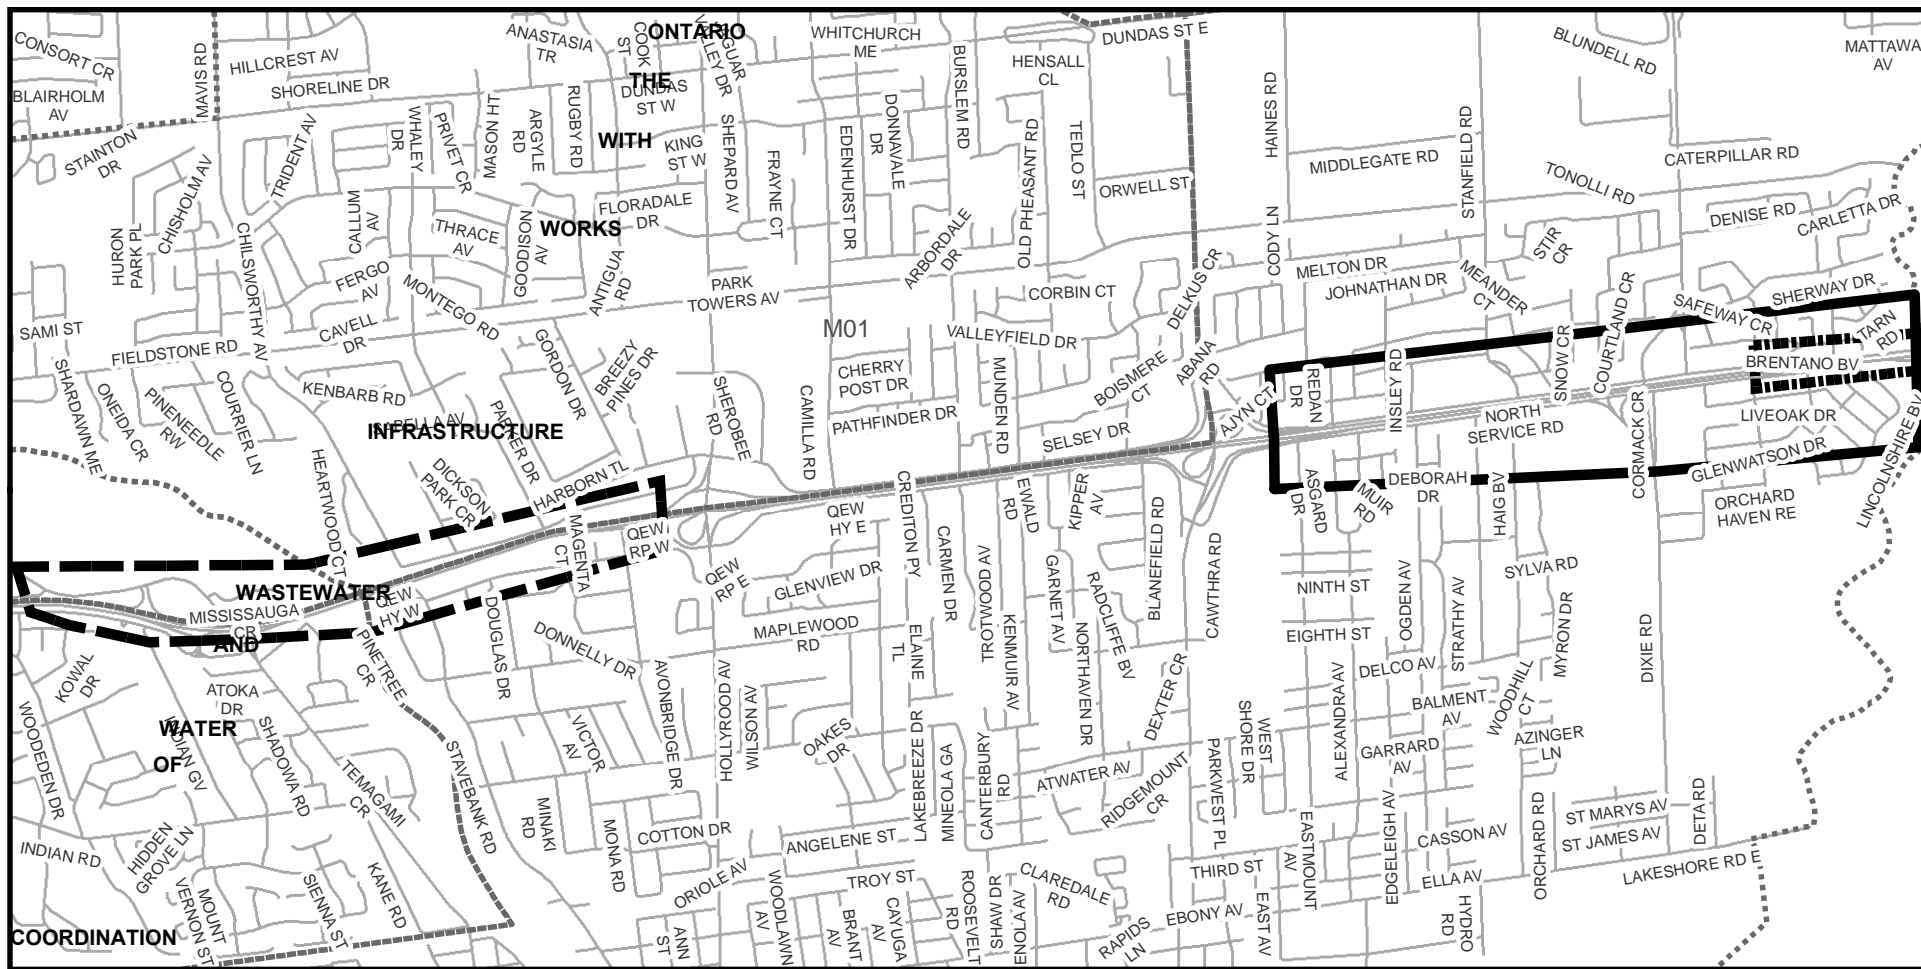 CONSORT CR
BLAIRHOLM
AV
STAINTON
DR
MAVIS RD
HILLCREST AV
SHORELINE DR
ANASTASIA
TR
COOK
ST
ONTARIO
THE
DUNDAS
ST W
WITH
KING
ST W
WHITCHURCH
ME
BURSLEM RD
HENSALL
CL
DUNDAS ST E
HAINES RD
BLUNDELL RD
MATTAWA
AV
TRIDENT AV
WHALEY
DR
PRIVET CR
MASON HT
ARGYLE
RD
RUGBY RD
SHEPARD AV
FRAYNE CT
EDENHURST DR
DONNAVALE
DR
OLD PHEASANT RD
TEDLO ST
ORWELL ST
MIDDLEGATE RD
STANFIELD RD
CATERPILLAR RD
TONOLLI RD
DENISE RD
CARLETTA DR
HURON
PARK PL
CHISHOLM AV
CHILSWORTHY AV
CALLUM
AV
THRACE
AV
GOODISON
AV
WORKS
FLORADALE
DR
ANTIGUA
RD
ARBORDALE
DR
CODY LN
STIR
CR
FERGO
AV
MONTEGO RD
PARK
TOWERS AV
CORBIN CT
DELKUS CR
MELTON DR
JOHNATHAN DR
MEANDER
CT
COURTLAND CR
SAFEWAY CR
SHERWAY DR
TARN
RD
SAMI ST
FIELDSTONE RD
CAVELL
DR
GORDON DR
BREEZY
PINES DR
M01
VALLEYFIELD DR
CHERRY
POST DR
PATHFINDER DR
MUNDEN RD
BOISMERE
CT
ABANA
RD
AJYN CT
REDAN
DR
INSLEY RD
SNOW CR
BRENTANO BV
SHARDAWN ME
ONEIDA CR
PINENEEDLE
RW
COURRIER LN
KENBARB RD
ISABELLA AV
INFRASTRUCTURE
PARKER DR
SHEROBEE
RD
CAMILLA RD
SELSEY DR
NORTH
SERVICE RD
CORMACK CR
LIVEOAK DR
GLENWATSON DR
LINCOLNSHIRE BV
HEARTWOOD CT
DICKSON
PARK CR
HARBORN TL
MAGENTA
CT
QEW
RP W
QEW
HY E
CREDITON PY
EWALD
RD
KIPPER
AV
BLANEFIELD RD
ASGARD
DR
MUIR
RD
DEBORAH
DR
HAIG BV
ORCHARD
HAVEN RE
WASTEWATER
MISSISSAUGA
CR
AND
QEW
HY W
QEW
RP E
GLENVIEW DR
CARMEN DR
TROTWOOD AV
GARNET AV
RADCLIFFE BV
CAWTHRA RD
NINTH ST
EIGHTH ST
OGDEN AV
STRATHY AV
SYLVA RD
MYRON DR
DIXIE RD
KOWAL
DR
ATOKA
DR
PINETREE
CR
DOUGLAS DR
DONNELLY DR
MAPLEWOOD
RD
ELAINE
TL
KENMUIR AV
NORTHAVEN DR
DEXTER CR
DELCO AV
ALEXANDRA AV
BALMENT
AV
WOODHILL
CT
WOODEDEN DR
WATER
OF
INDIAN GV
SHADOWA RD
TEMAGAMI
CR
STAVEBANK RD
VICTOR
AV
AVONBRIDGE DR
HOLLYROOD AV
WILSON AV
OAKES
DR
LAKEBREEZE DR
MINEOLA GA
CANTERBURY
RD
ATWATER AV
RIDGEMOUNT
CR
PARKWEST PL
WEST
SHORE DR
GARRARD
AV
AZINGER
LN
INDIAN RD
HIDDEN
GROVE LN
MINAKI
RD
MONA RD
COTTON DR
ANGELENE ST
EASTMOUNT
AV
EDGELEIGH AV
CASSON AV
ORCHARD RD
ST MARYS AV
ST JAMES AV
DETA RD
MOUNT
VERNON ST
SIENNA ST
KANE RD
ORIOLE AV
TROY ST
CLAREDALE
RD
THIRD ST
ELLA AV
LAKESHORE RD E
COORDINATION
ANN
ST
WOODLAWN
AV
BRANT
AV
CAYUGA
AV
ROOSEVELT
RD
SHAW DR
ENOLA AV
RAPIDS
LN
EBONY AV
EAST AV
HYDRO
RD